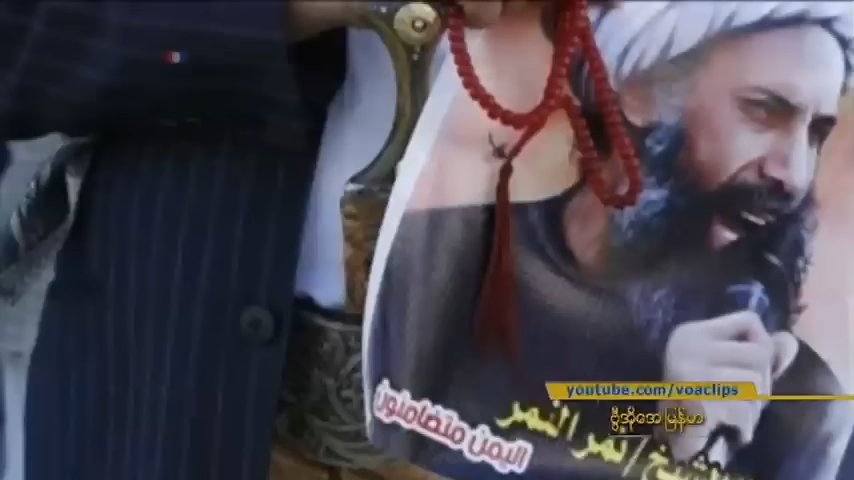 youtube.com/voaclips
ဗွီအိုအေ မြန်မာ
الشيخ / نمر النمر
اليمن متضامنون